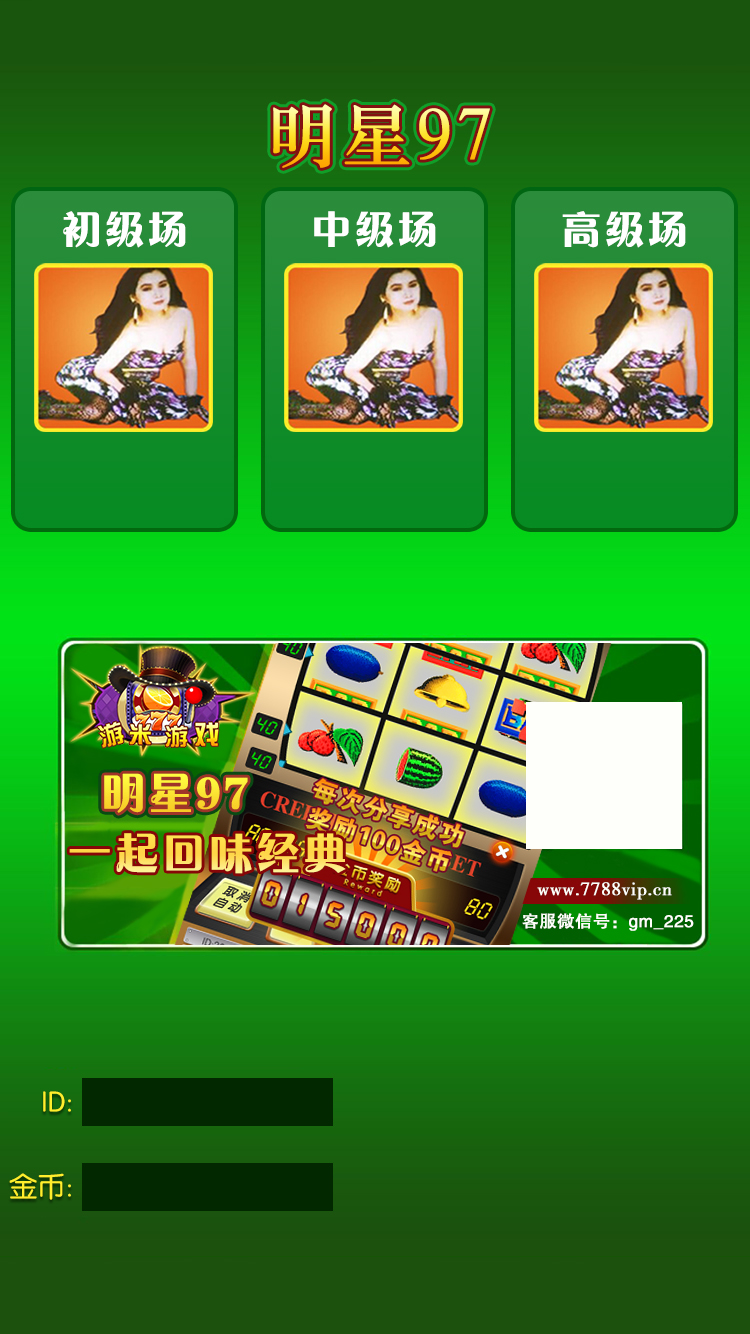 明星97
初级场
中级场
高级场
40
777
游米游戏
40
40
明星97
每次分享成功
奖励100金币
一起回味经典
币奖励
Reward
80
取消
自动
015000
www.7788vip.cn
客服微信号：gm_225
ID:
金币: